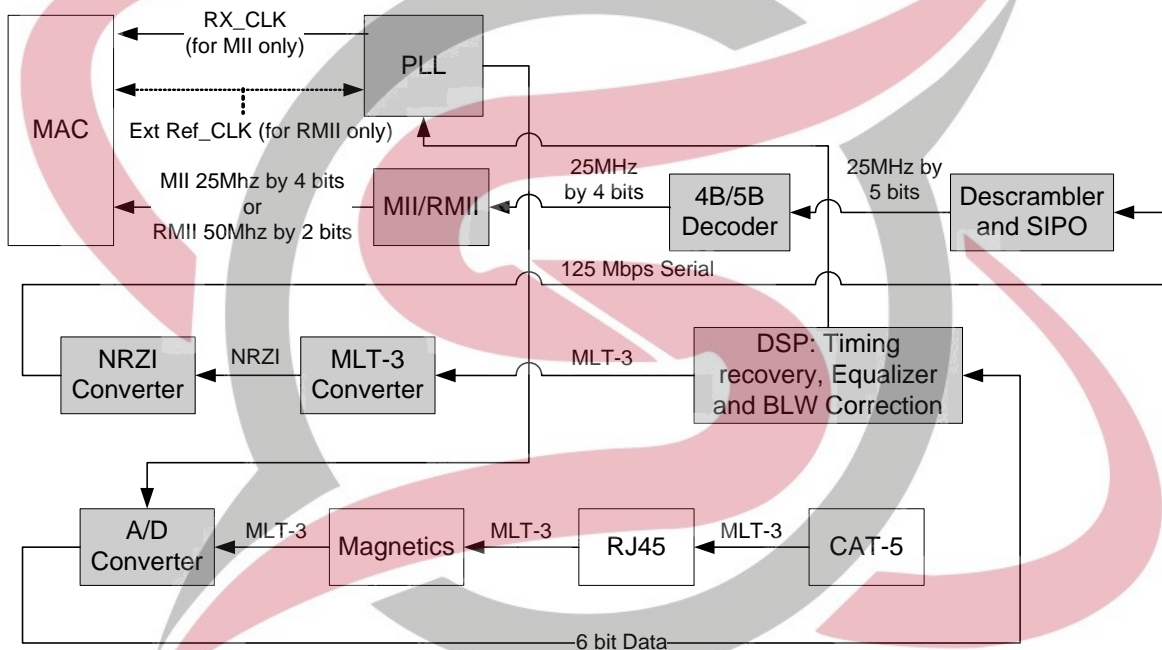 RX_CLK
(for MII only)
PLL
MAC
Ext Ref_CLK (for RMII only)
MII 25Mhz by 4 bits
or
RMII 50Mhz by 2 bits
MII/RMII
25MHz
by 4 bits
4B/5B
Decoder
25MHz by
5 bits
Descrambler
and SIPO
125 Mbps Serial
NRZI
Converter
NRZI
MLT-3
Converter
MLT-3
DSP: Timing
recovery, Equalizer
and BLW Correction
A/D
Converter
MLT-3
Magnetics
MLT-3
RJ45
MLT-3
CAT-5
6 bit Data